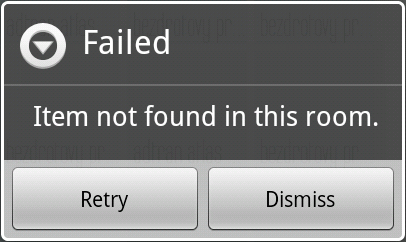 Failed
Item not found in this room.
Retry
Dismiss